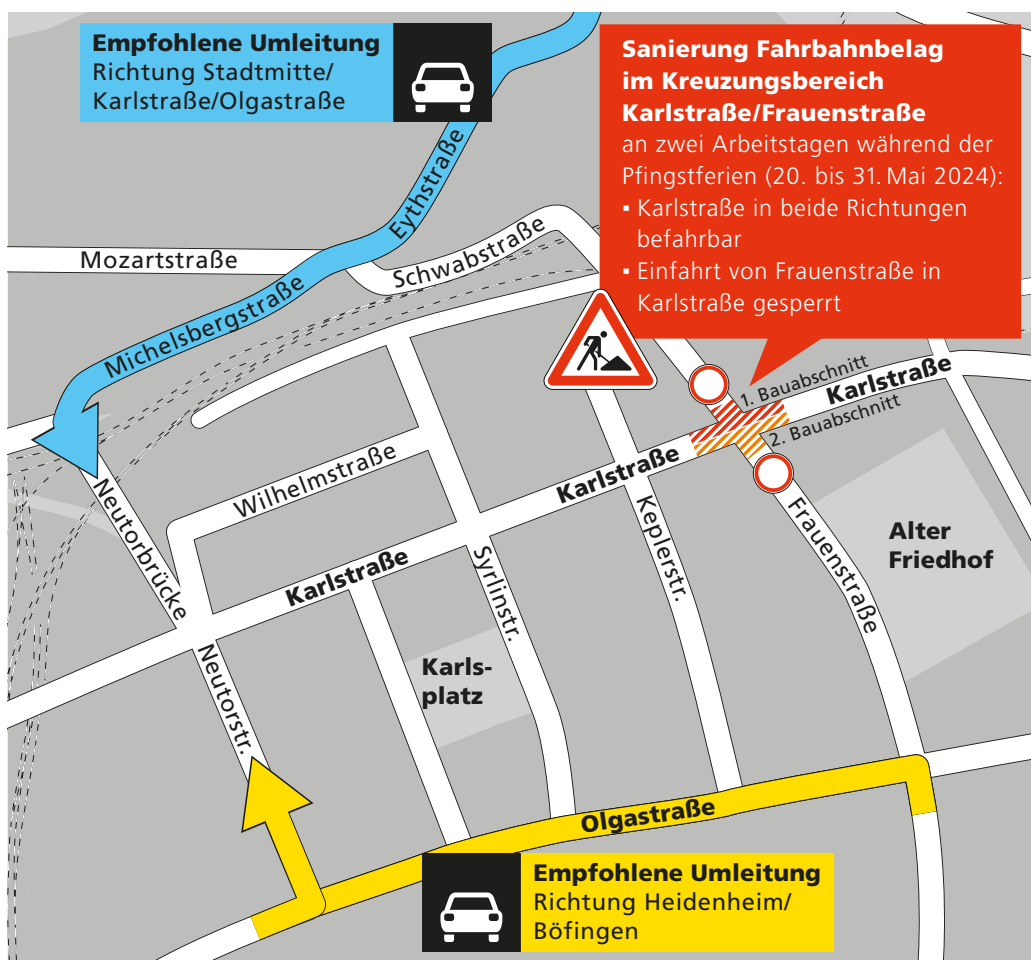 Empfohlene Umleitung
Richtung Stadtmitte/
Karlstraße/Olgastraße
Sanierung Fahrbahnbelag
im Kreuzungsbereich
Karlstraße/Frauenstraße
an zwei Arbeitstagen während der
Pfingstferien (20. bis 31. Mai 2024):
▪ Karlstraße in beide Richtungen
befahrbar
▪ Einfahrt von Frauenstraße in
Karlstraße gesperrt
Eythstraße
Mozartstraße
Schwabstraße
Michelsbergstraße
1. Bauabschnitt
Karlstraße
2. Bauabschnitt
Karlstraße
Wilhelmstraße
Neutorbrücke
Keplerstr.
Frauenstraße
Alter
Friedhof
Karlstraße
Syrlinstr.
Neutorstr.
Karls-
platz
Olgastraße
Empfohlene Umleitung
Richtung Heidenheim/
Böfingen